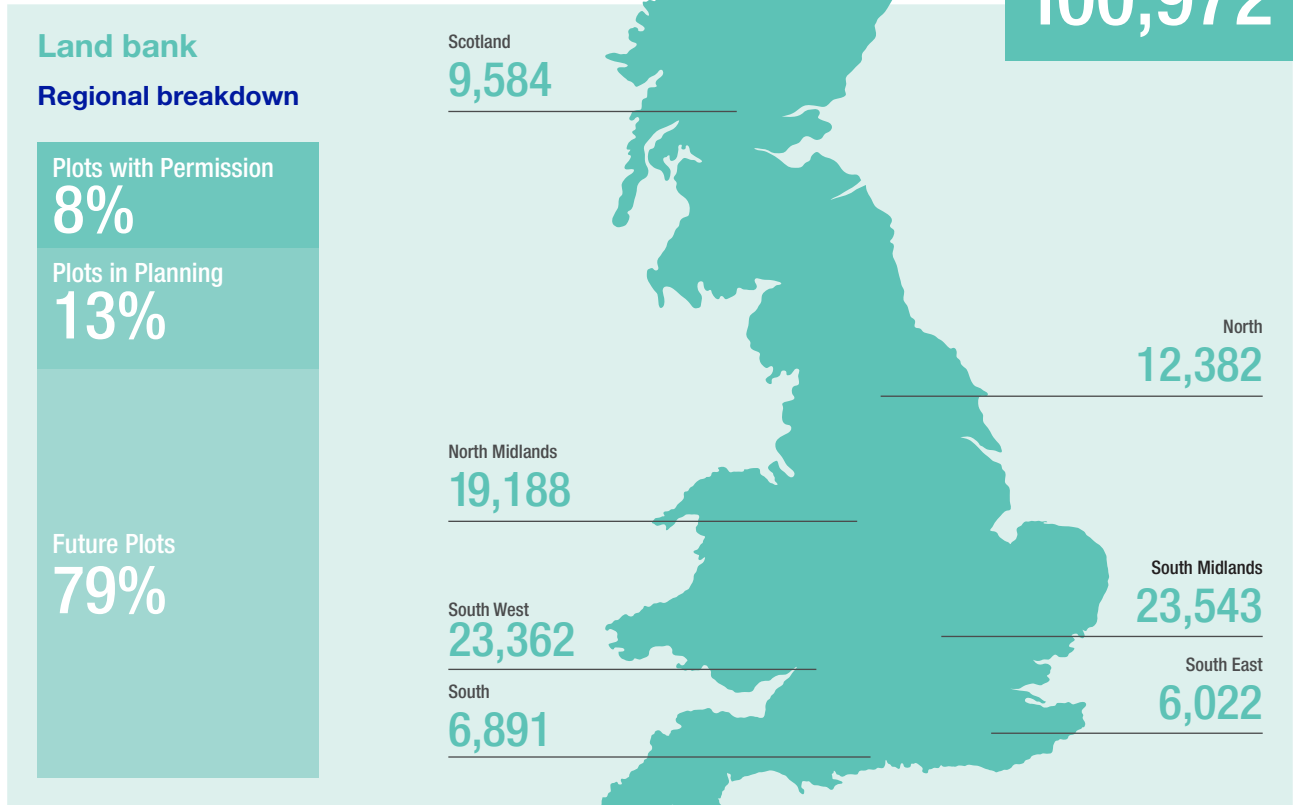 100,972
Land bank
Regional breakdown
Plots with Permission
8%
Plots in Planning
13%
Future Plots
79%
Scotland
9,584
North
12,382
North Midlands
19,188
South Midlands
23,543
South West
23,362
South East
6,022
South
6,891